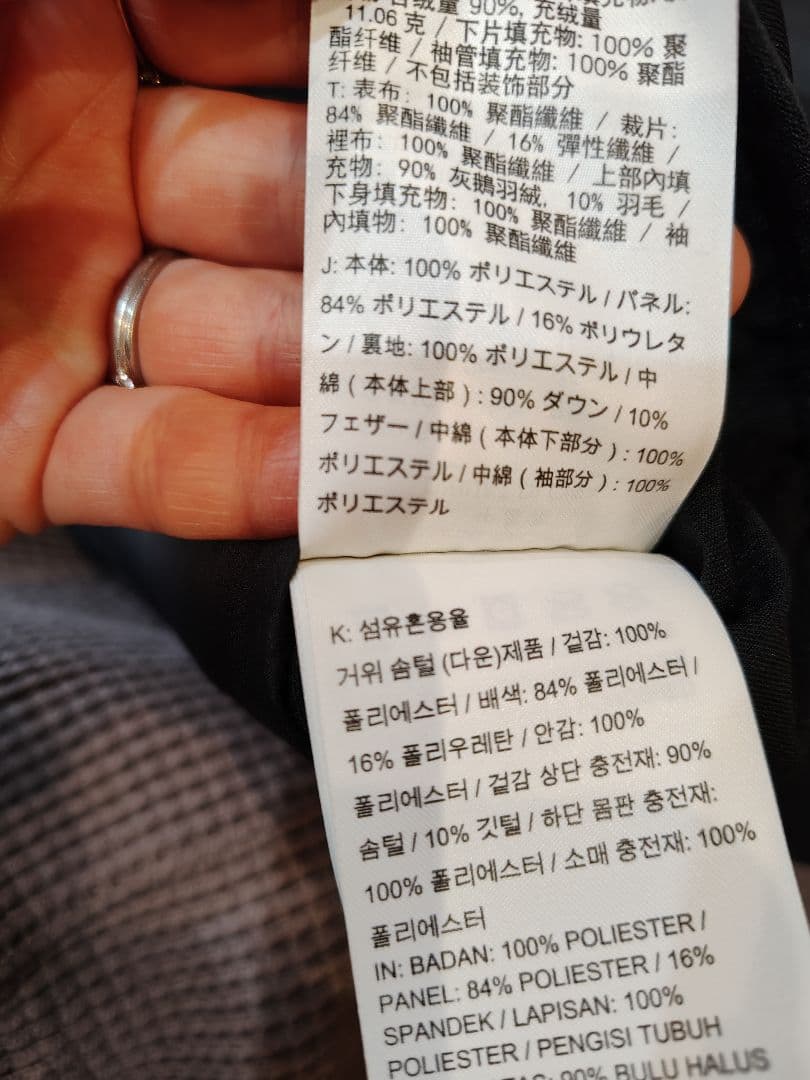 含绒量 90%, 充绒量
11.06 克 / 下片填充物: 100% 聚
酯纤维 / 袖管填充物: 100% 聚酯
纤维 / 不包括装饰部分
T: 表布: 100% 聚酯纖維 / 裁片:
84% 聚酯纖維 / 16% 彈性纖維 /
裡布: 100% 聚酯纖維 / 上部內填
充物: 90% 灰鵝羽絨, 10% 羽毛 /
下身填充物: 100% 聚酯纖維 / 袖
內填物: 100% 聚酯纖維
J: 本体: 100% ポリエステル / パネル:
84% ポリエステル / 16% ポリウレタ
ン / 裏地: 100% ポリエステル / 中
綿 ( 本体上部 ) : 90% ダウン / 10%
フェザー / 中綿 ( 本体下部分 ) : 100%
ポリエステル / 中綿 ( 袖部分 ) : 100%
ポリエステル
K: 섬유혼용율
거위 솜털 (다운)제품 / 겉감: 100%
폴리에스터 / 배색: 84% 폴리에스터 /
16% 폴리우레탄 / 안감: 100%
폴리에스터 / 겉감 상단 충전재: 90%
솜털 / 10% 깃털 / 하단 몸판 충전재:
100% 폴리에스터 / 소매 충전재: 100%
폴리에스터
IN: BADAN: 100% POLIESTER /
PANEL: 84% POLIESTER / 16%
SPANDEK / LAPISAN: 100%
POLIESTER / PENGISI TUBUH
90% BULU HALUS